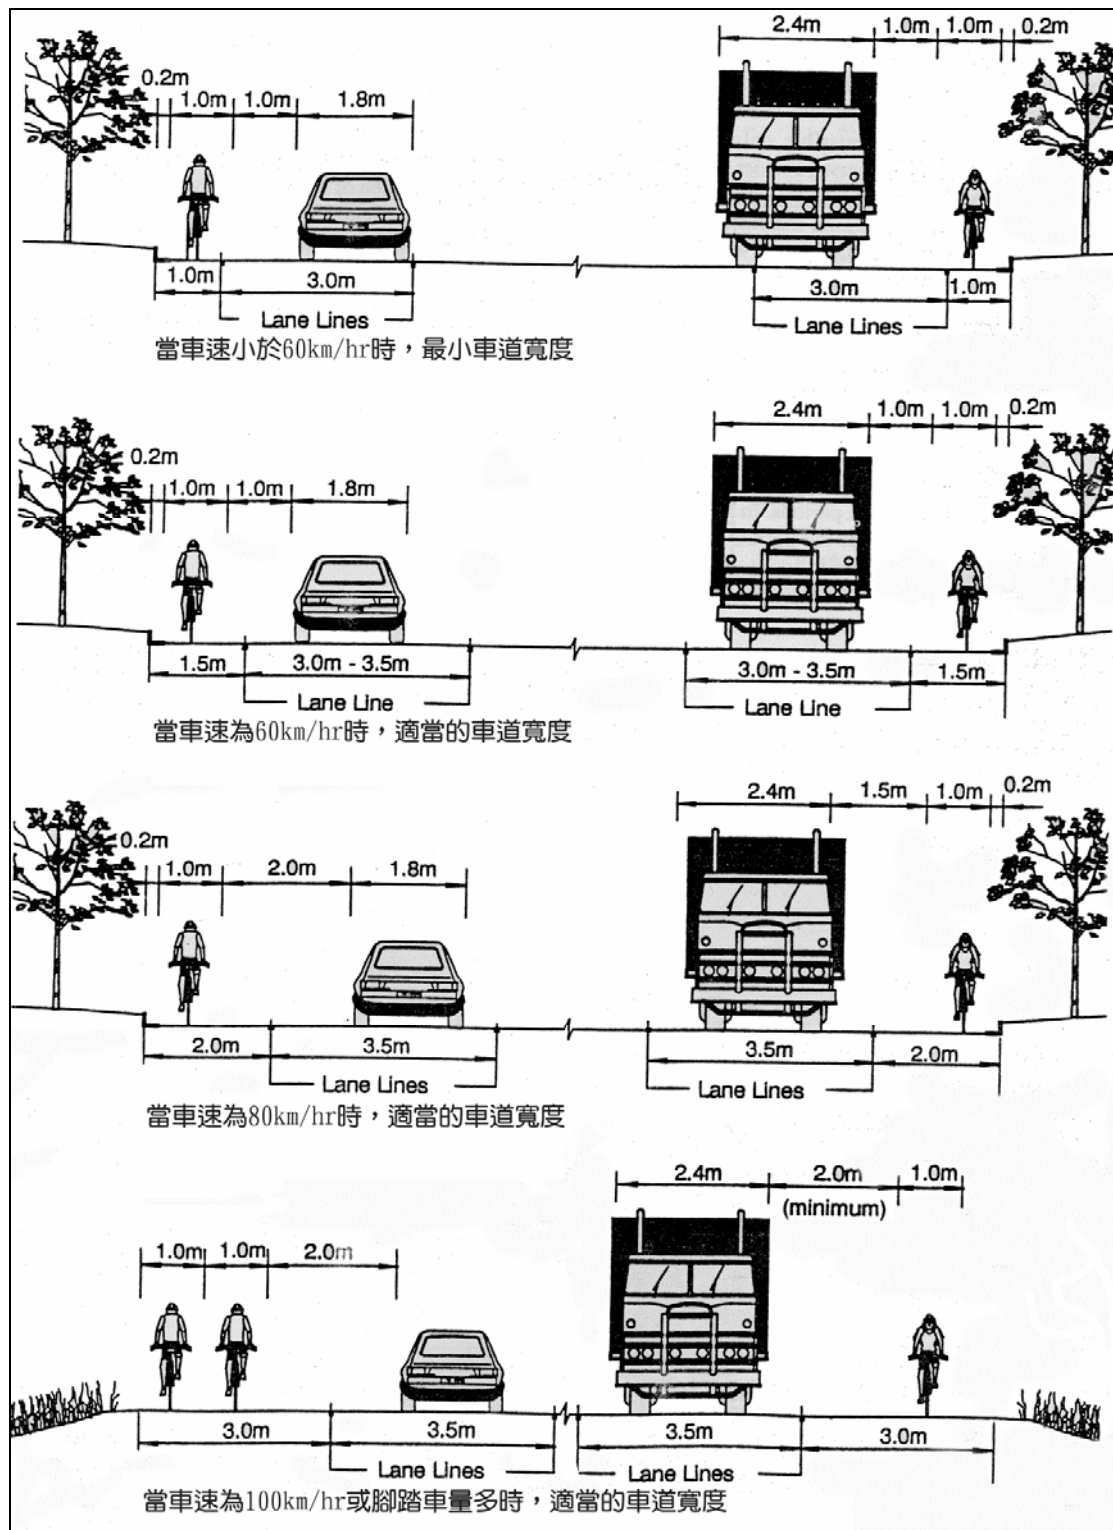 2.4m 1.0m 1.0m 0.2m
0.2m
1.0m 1.0m 1.8m
1.0m 3.0m 3.0m 1.0m
Lane Lines Lane Lines
當車速小於60km/hr時,最小車道寬度
2.4m 1.0m 1.0m 0.2m
0.2m
1.0m 1.0m 1.8m
1.5m 3.0m - 3.5m 3.0m - 3.5m 1.5m
Lane Line Lane Line
當車速為60km/hr時,適當的車道寬度
2.4m 1.5m 1.0m 0.2m
0.2m
1.0m 2.0m 1.8m
2.0m 3.5m 3.5m 2.0m
Lane Lines Lane Lines
當車速為80km/hr時,適當的車道寬度
2.4m 2.0m 1.0m
(minimum)
1.0m 1.0m 2.0m
3.0m 3.5m 3.5m 3.0m
Lane Lines Lane Lines
當車速為100km/hr或腳踏車量多時,適當的車道寬度